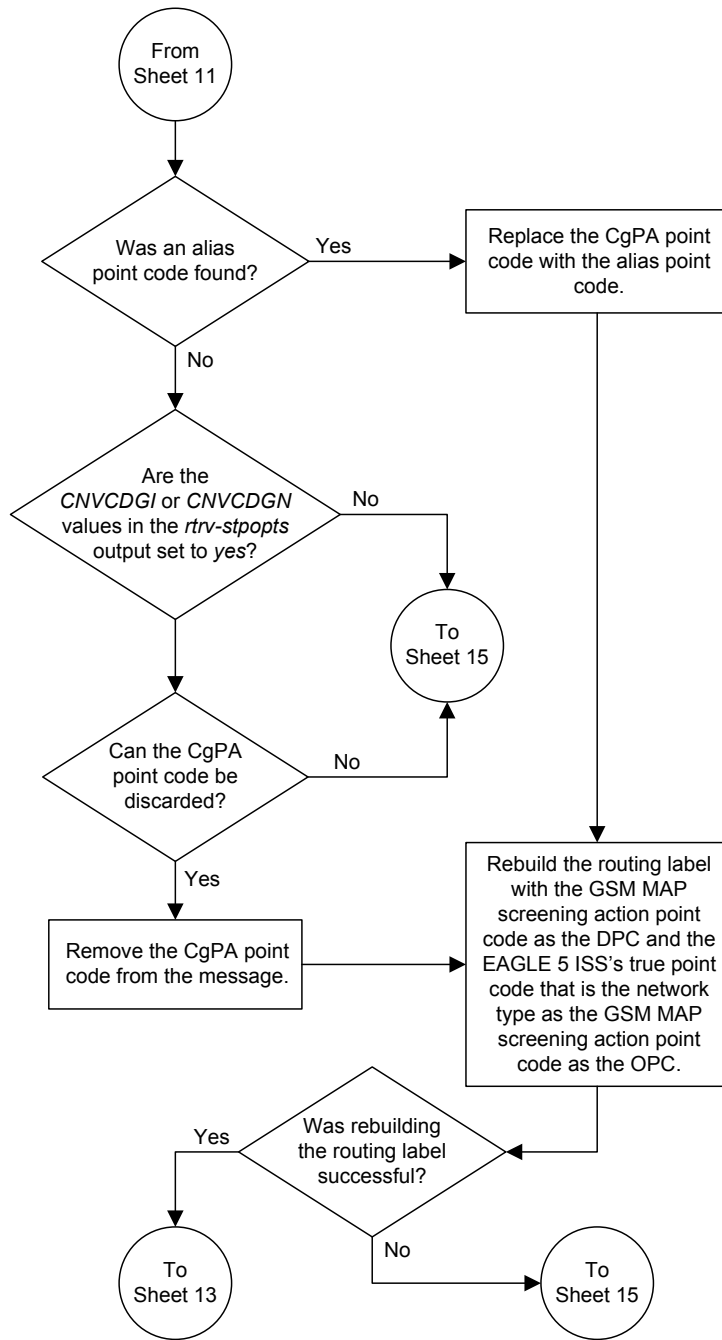 From
Sheet 11
Was an alias
point code found?
Yes
Replace the CgPA point
code with the alias point
code.
No
Are the
CNVCDGI or CNVCDGN
values in the rtrv-stpopts
output set to yes?
No
To
Sheet 15
Can the CgPA
point code be
discarded?
No
Yes
Remove the CgPA point
code from the message.
Rebuild the routing label
with the GSM MAP
screening action point
code as the DPC and the
EAGLE 5 ISS’s true point
code that is the network
type as the GSM MAP
screening action point
code as the OPC.
Was rebuilding
the routing label
successful?
Yes
No
To
Sheet 13
To
Sheet 15